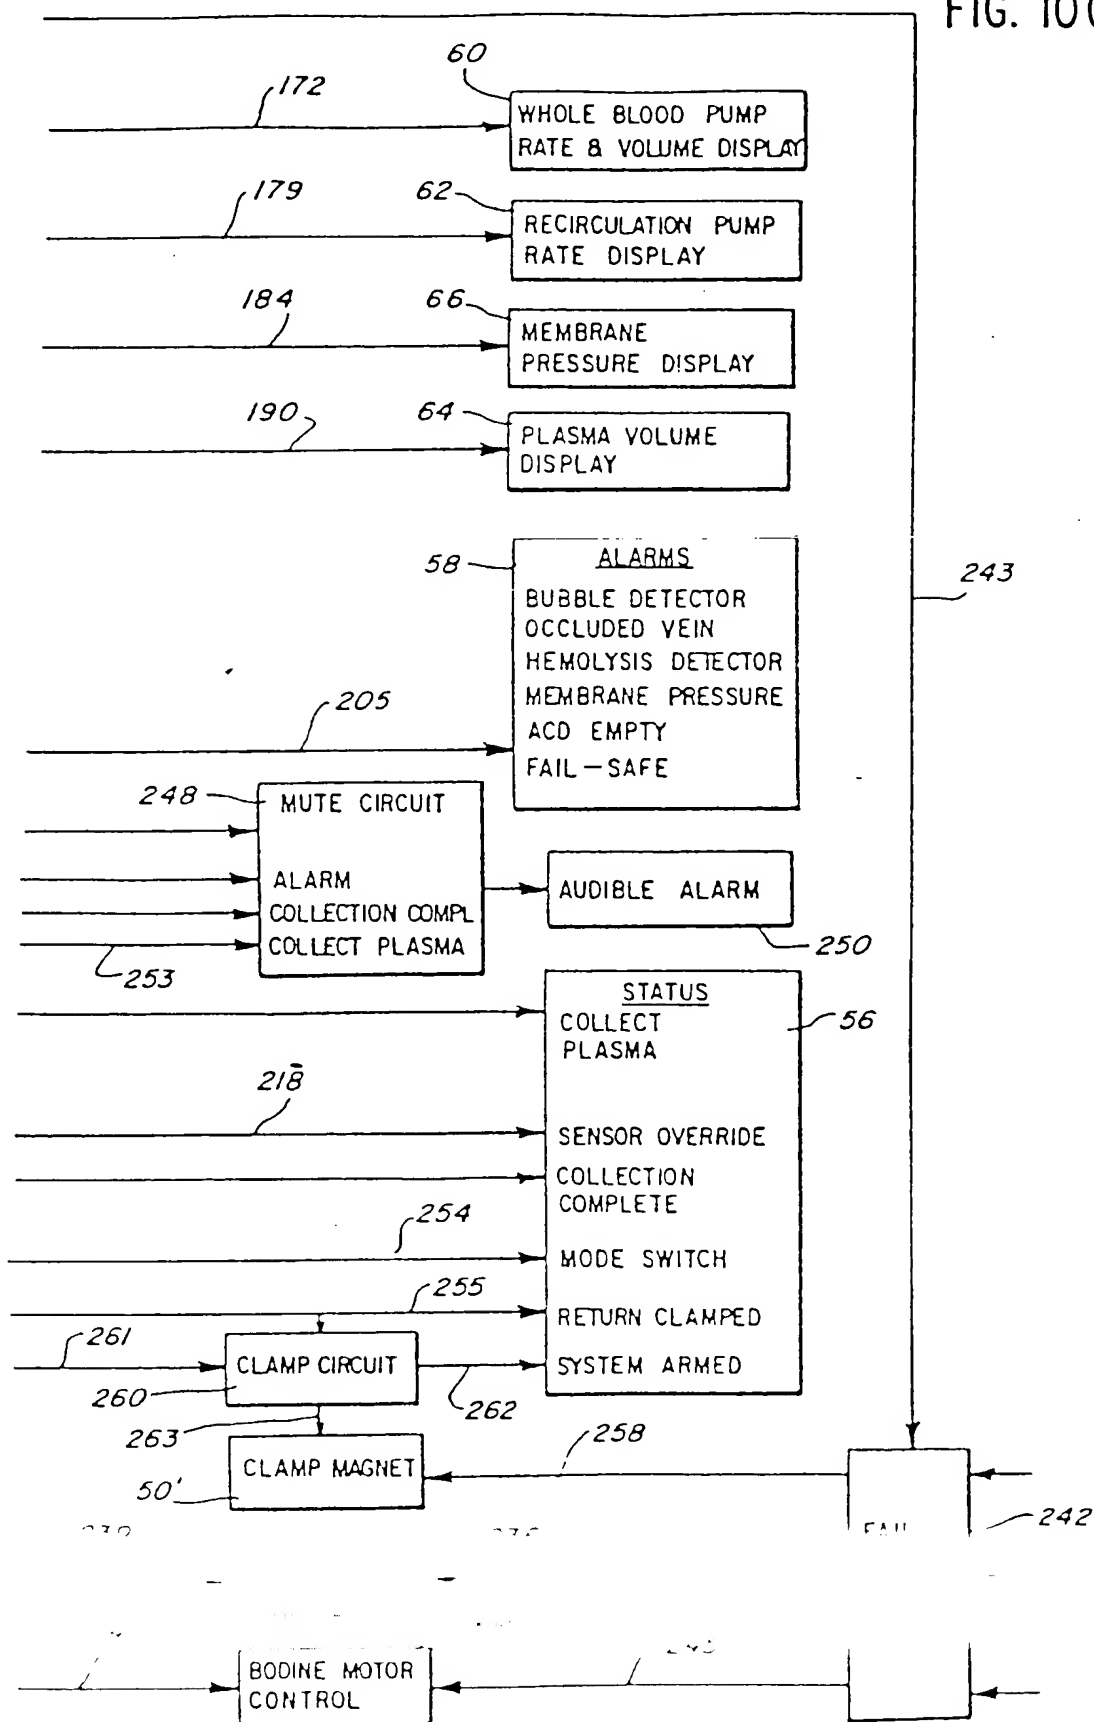 FIG. 10
60
172
WHOLE BLOOD PUMP
RATE & VOLUME DISPLAY
179
62
RECIRCULATION PUMP
RATE DISPLAY
184
66
MEMBRANE
PRESSURE DISPLAY
190
64
PLASMA VOLUME
DISPLAY
58
ALARMS
BUBBLE DETECTOR
OCCLUDED VEIN
HEMOLYSIS DETECTOR
MEMBRANE PRESSURE
ACD EMPTY
FAIL-SAFE
243
205
248
MUTE CIRCUIT
ALARM
COLLECTION COMPL
COLLECT PLASMA
253
AUDIBLE ALARM
250
STATUS
COLLECT
PLASMA
56
218
SENSOR OVERRIDE
COLLECTION
COMPLETE
254
MODE SWITCH
255
RETURN CLAMPED
261
CLAMP CIRCUIT
SYSTEM ARMED
260
262
263
258
CLAMP MAGNET
50'
242
FAIL
BODINE MOTOR
CONTROL